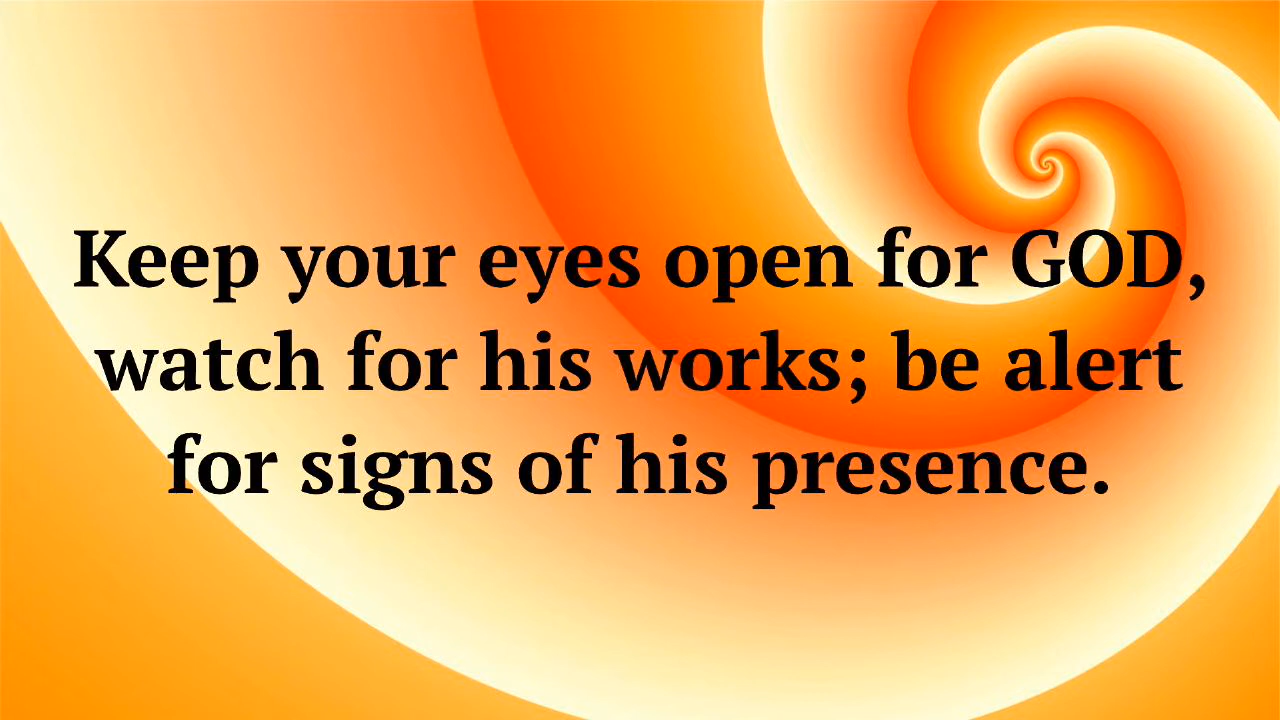 Keep your eyes open for GOD,
watch for his works; be alert
for signs of his presence.